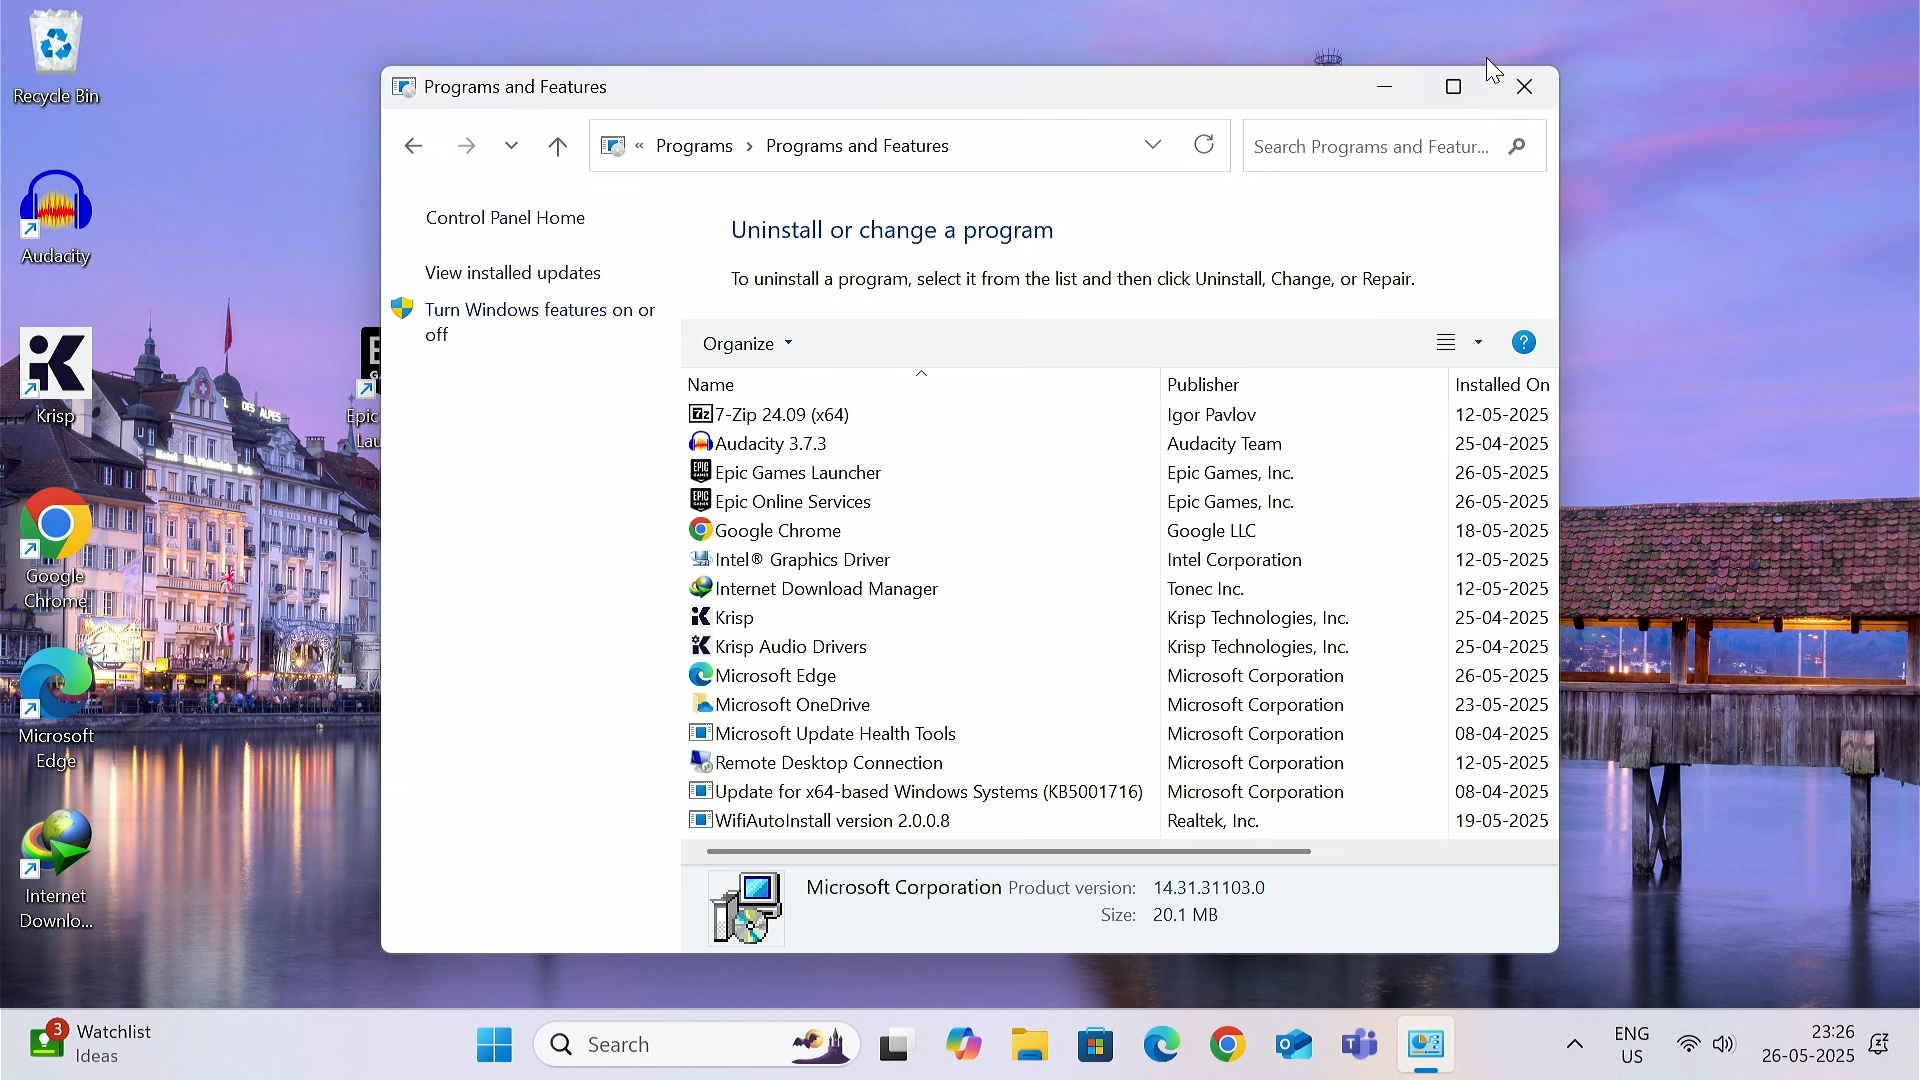 Recycle Bin
Audacity
Krisp
Epic
Lau
Google
Chrome
Microsoft
Edge
Internet
Downlo...
Programs and Features
« Programs > Programs and Features
Search Programs and Featur...
Control Panel Home
View installed updates
Turn Windows features on or
off
Uninstall or change a program
To uninstall a program, select it from the list and then click Uninstall, Change, or Repair.
Organize
?
Name Publisher Installed On
7-Zip 24.09 (x64) Igor Pavlov 12-05-2025
Audacity 3.7.3 Audacity Team 25-04-2025
Epic Games Launcher Epic Games, Inc. 26-05-2025
Epic Online Services Epic Games, Inc. 26-05-2025
Google Chrome Google LLC 18-05-2025
Intel® Graphics Driver Intel Corporation 12-05-2025
Internet Download Manager Tonec Inc. 12-05-2025
Krisp Krisp Technologies, Inc. 25-04-2025
Krisp Audio Drivers Krisp Technologies, Inc. 25-04-2025
Microsoft Edge Microsoft Corporation 26-05-2025
Microsoft OneDrive Microsoft Corporation 23-05-2025
Microsoft Update Health Tools Microsoft Corporation 08-04-2025
Remote Desktop Connection Microsoft Corporation 12-05-2025
Update for x64-based Windows Systems (KB5001716) Microsoft Corporation 08-04-2025
WifiAutoInstall version 2.0.0.8 Realtek, Inc. 19-05-2025
Microsoft Corporation Product version: 14.31.31103.0
Size: 20.1 MB
3
Watchlist
Ideas
Search
ENG
US
23:26
26-05-2025